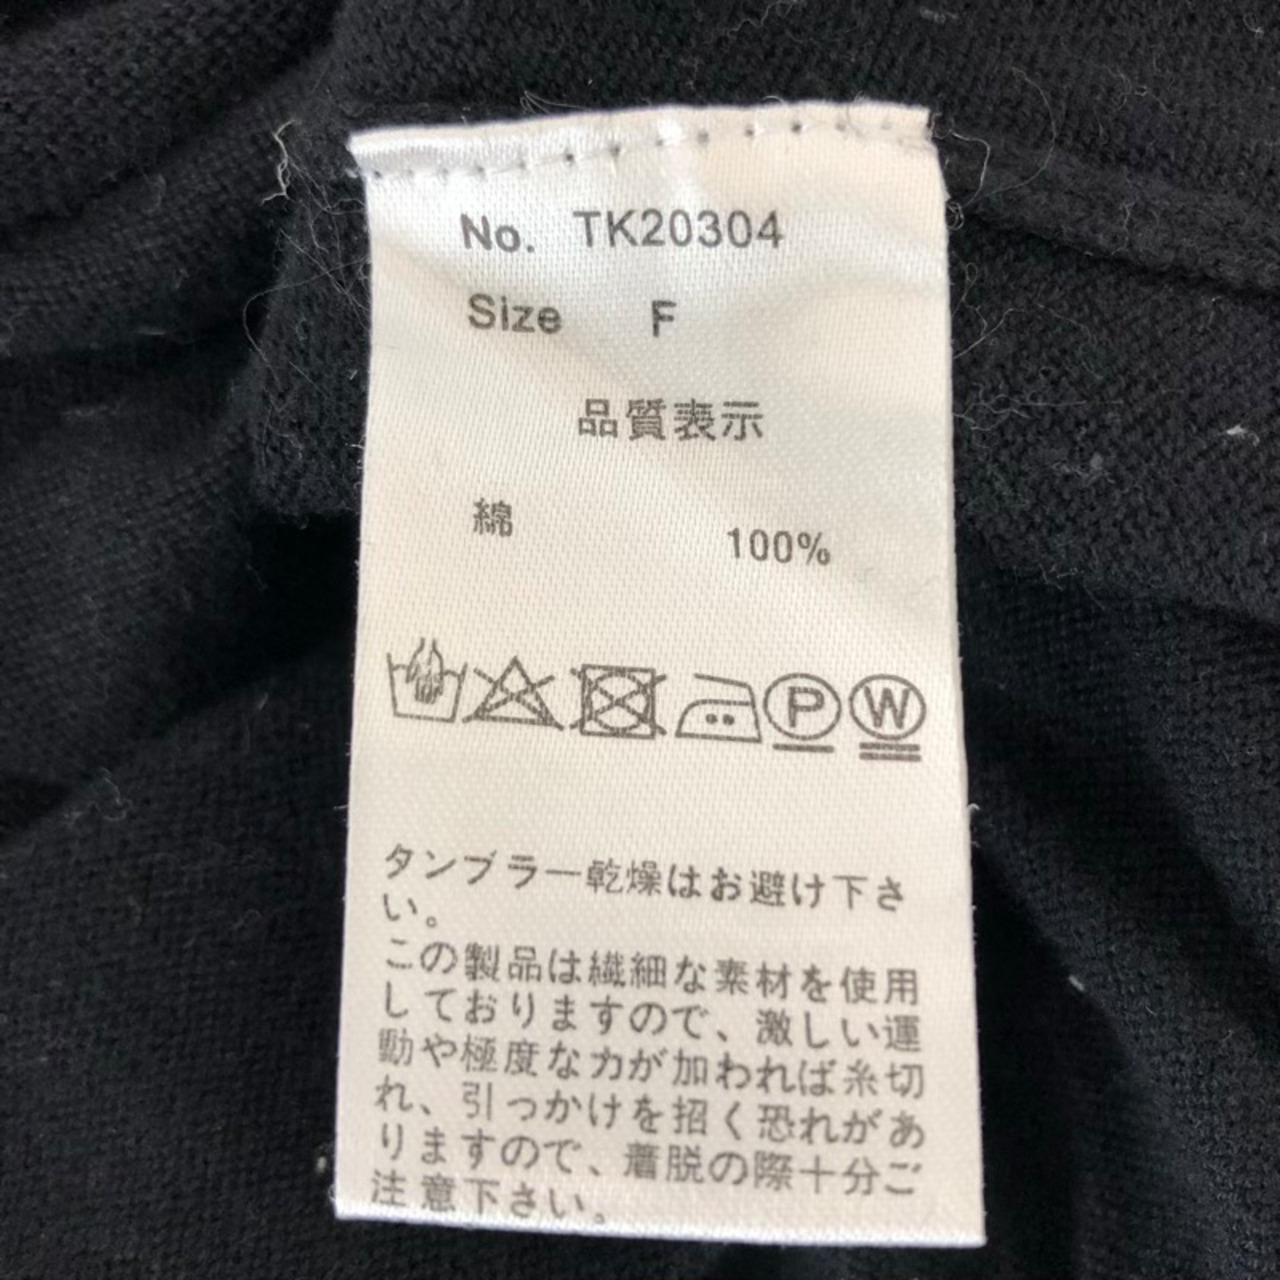 No. TK20304
Size F
品質表示
綿 100%
P W
タンブラー乾燥はお避け下さ
い。
この製品は繊細な素材を使用
しておりますので、激しい運
動や極度な力が加われば糸切
れ、引っかけを招く恐れがあ
りますので、着脱の際十分ご
注意下さい。